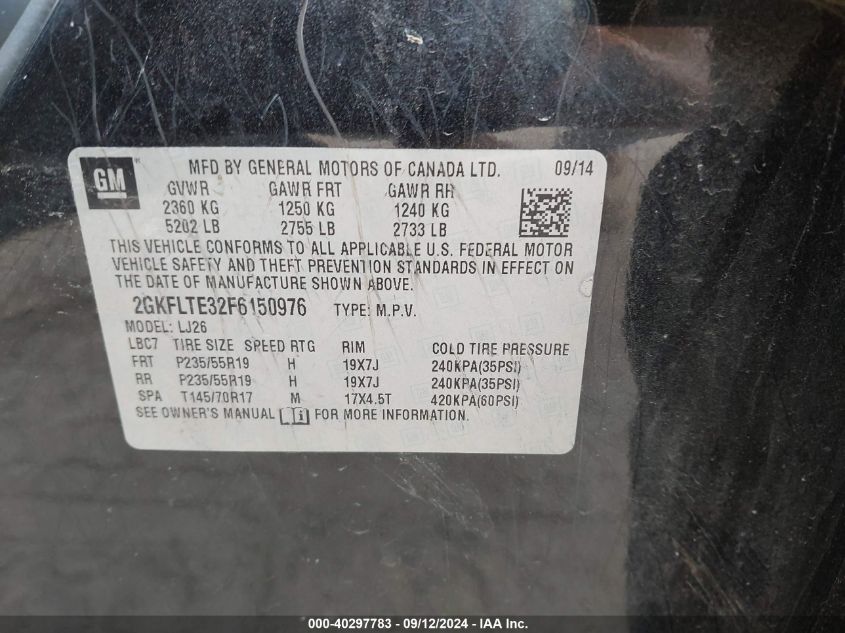 GM MFD BY GENERAL MOTORS OF CANADA LTD. 09/14
GVWR GAWR FRT GAWR RR
2360 KG 1250 KG 1240 KG
5202 LB 2755 LB 2733 LB
THIS VEHICLE CONFORMS TO ALL APPLICABLE U.S. FEDERAL MOTOR
VEHICLE SAFETY AND THEFT PREVENTION STANDARDS IN EFFECT ON
THE DATE OF MANUFACTURE SHOWN ABOVE.
2GKFLTE32F6150976 TYPE: M.P.V.
MODEL: LJ26
LBC7 TIRE SIZE SPEED RTG RIM COLD TIRE PRESSURE
FRT P235/55R19 H 19X7J 240KPA(35PSI)
RR P235/55R19 H 19X7J 240KPA(35PSI)
SPA T145/70R17 M 17X4.5T 420KPA(60PSI)
SEE OWNER'S MANUAL FOR MORE INFORMATION.
000-40297783 - 09/12/2024 - IAA Inc.